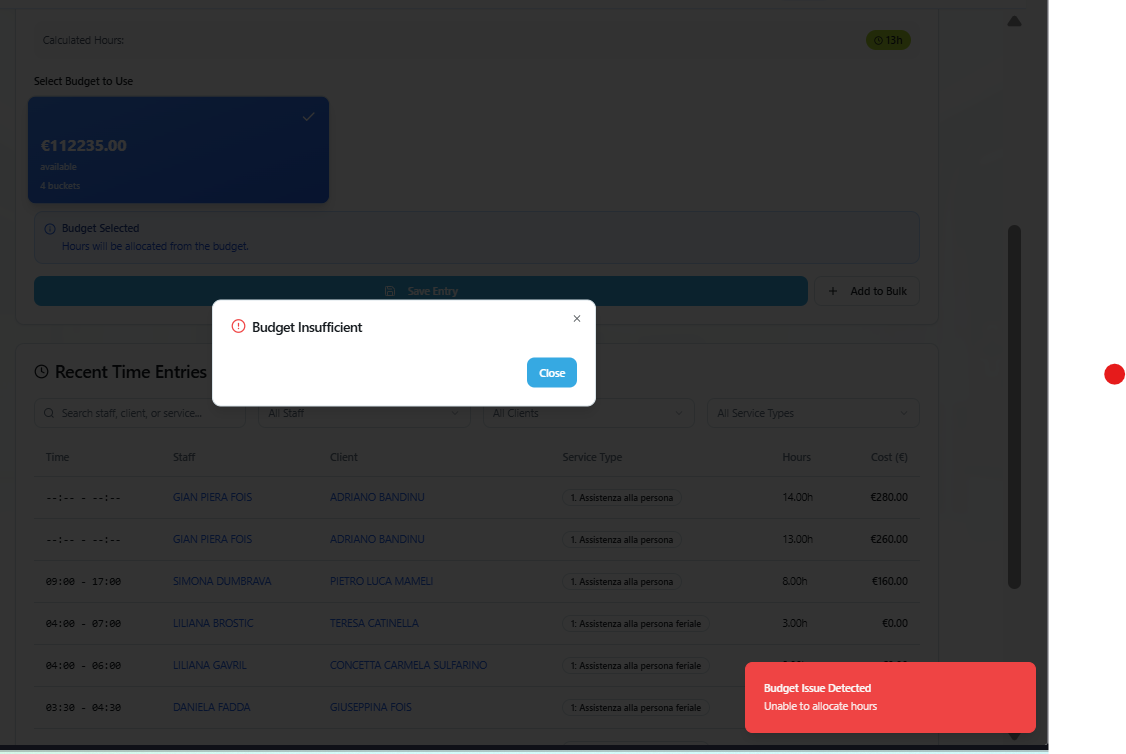 Calculated Hours:
13h
Select Budget to Use
€112235.00
available
4 buckets
Budget Selected
Hours will be allocated from the budget.
Save Entry
Add to Bulk
Budget Insufficient
Close
Recent Time Entries
Search staff, client, or service...
All Staff
All Clients
All Service Types
Time Staff Client Service Type Hours Cost (€)
--:-- - --:-- GIAN PIERA FOIS ADRIANO BANDINU 1. Assistenza alla persona 14.00h €280.00
--:-- - --:-- GIAN PIERA FOIS ADRIANO BANDINU 1. Assistenza alla persona 13.00h €260.00
09:00 - 17:00 SIMONA DUMBRAVA PIETRO LUCA MAMELI 1. Assistenza alla persona 8.00h €160.00
04:00 - 07:00 LILIANA BROSTIC TERESA CATINELLA 1: Assistenza alla persona feriale 3.00h €0.00
04:00 - 06:00 LILIANA GAVRIL CONCETTA CARMELA SULFARINO 1: Assistenza alla persona feriale
03:30 - 04:30 DANIELA FADDA GIUSEPPINA FOIS 1: Assistenza alla persona feriale
Budget Issue Detected
Unable to allocate hours